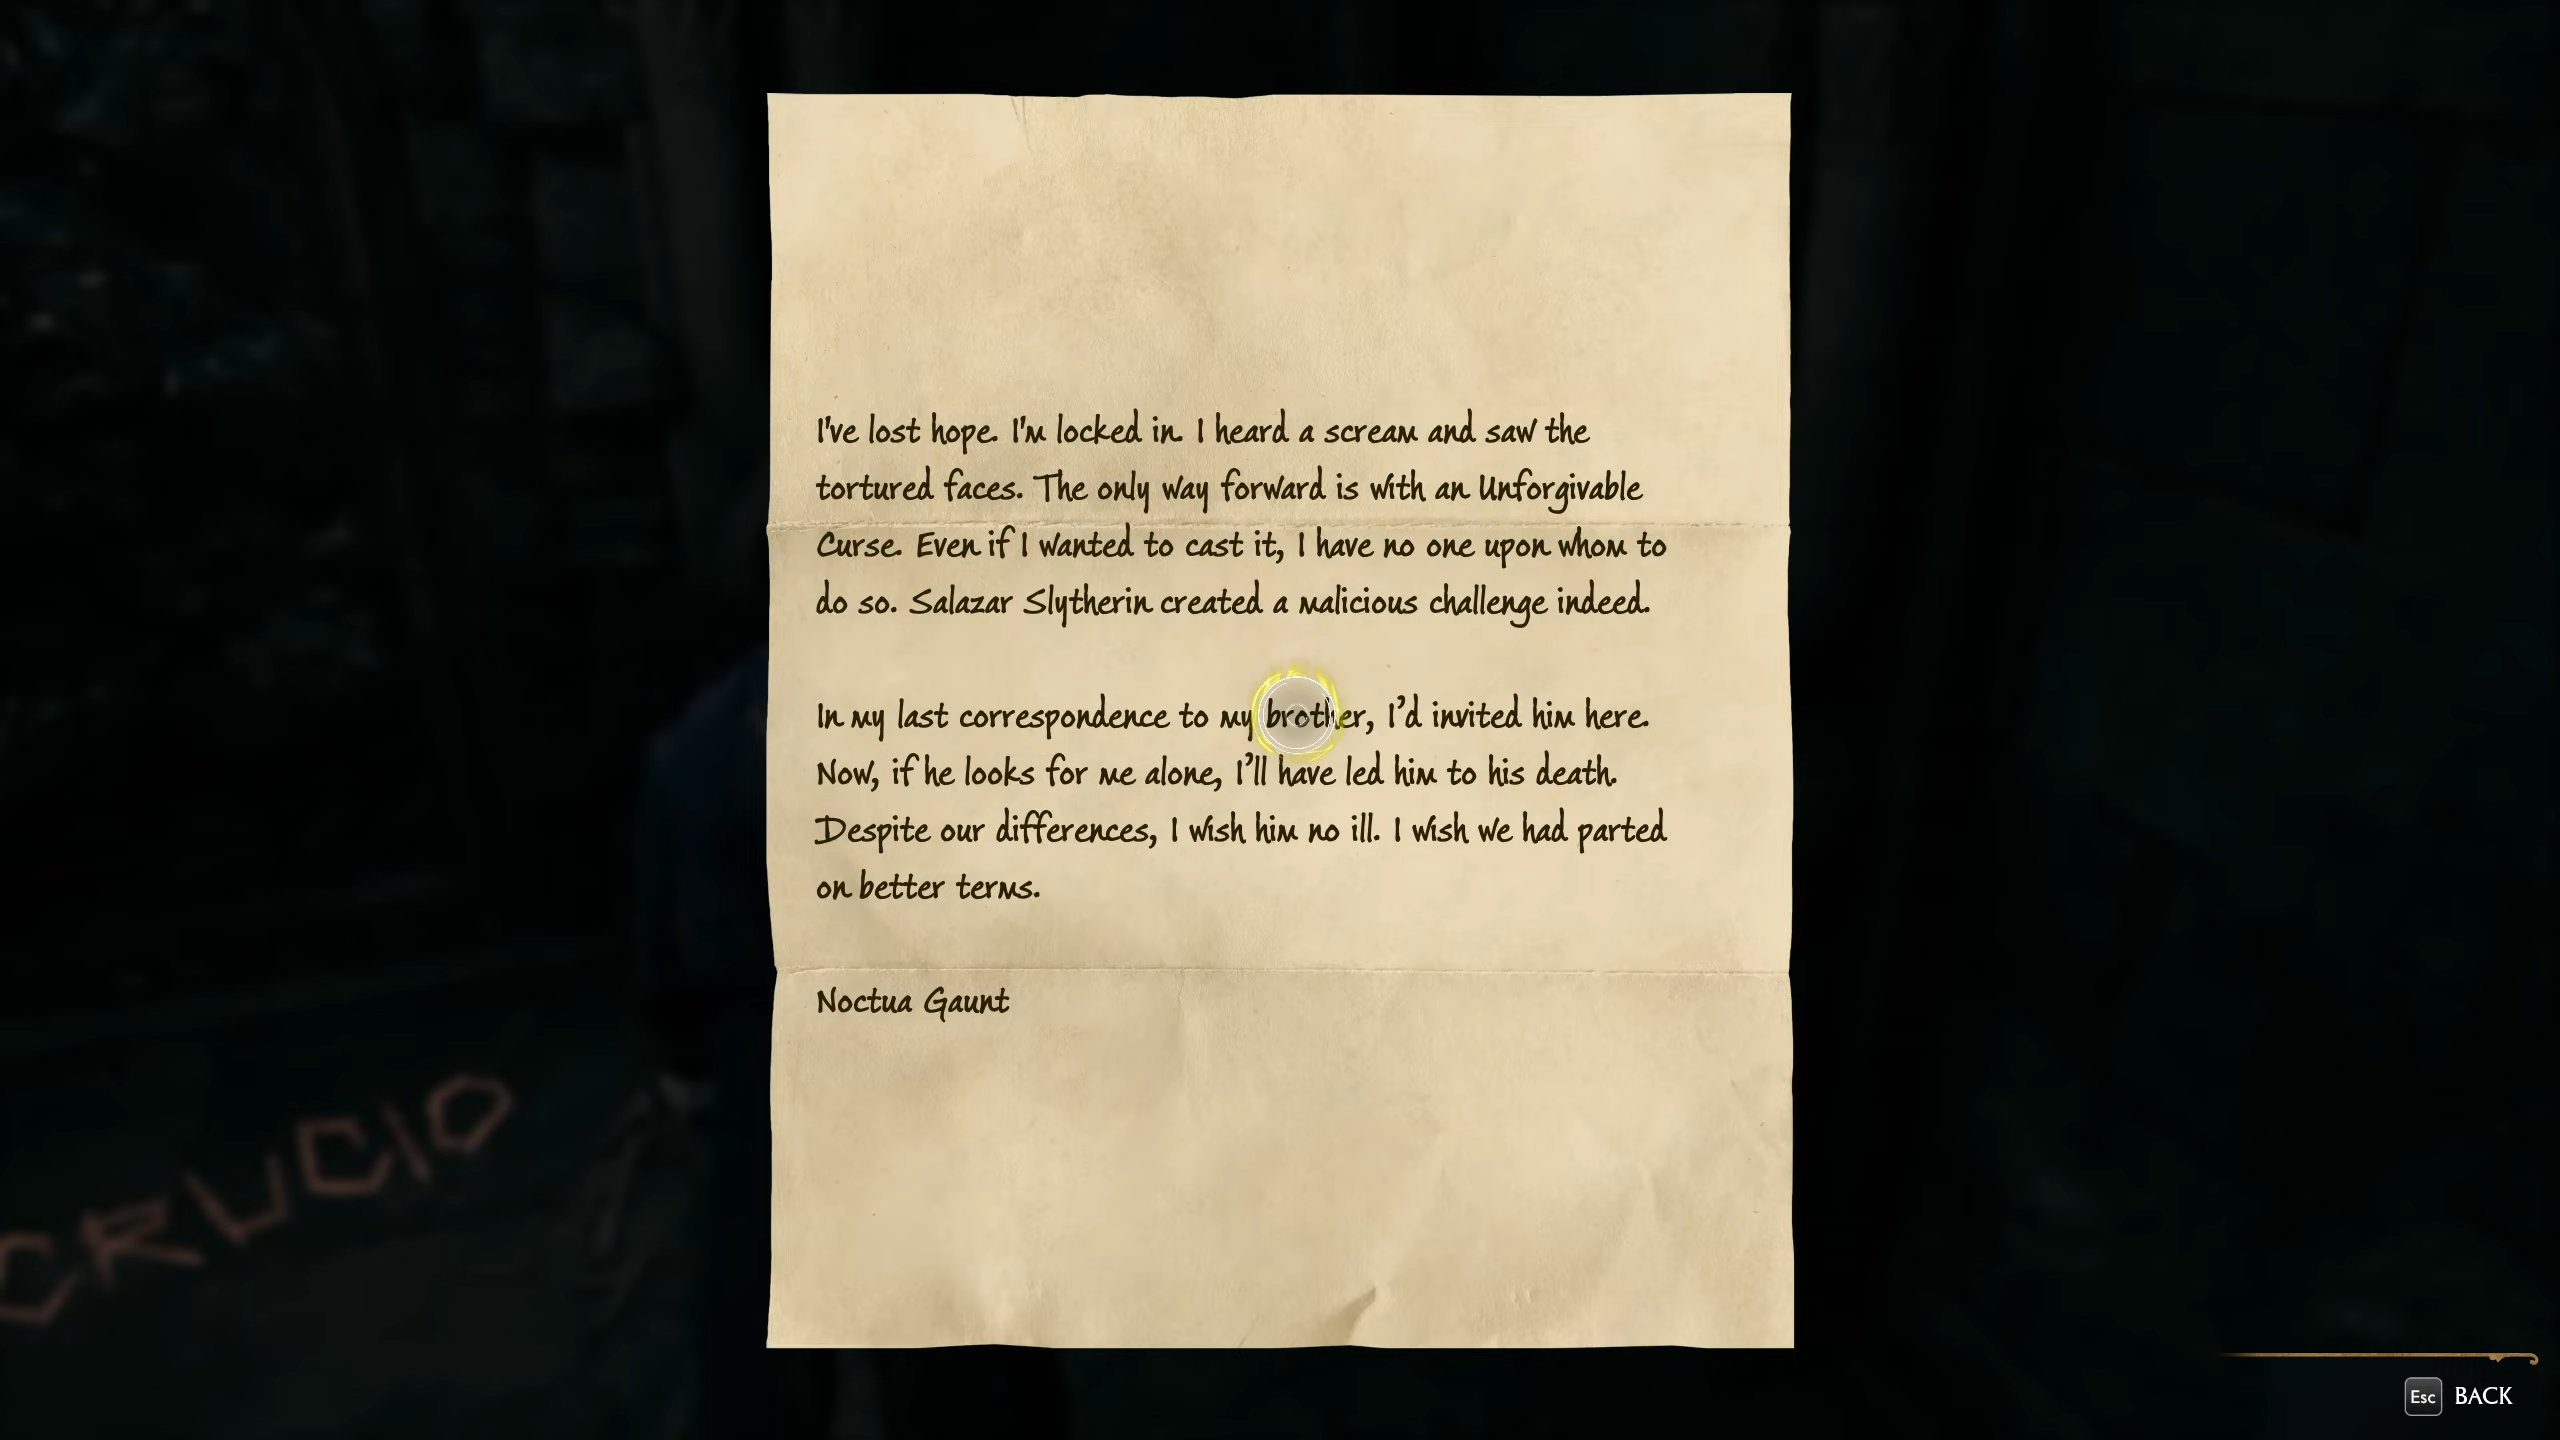 I've lost hope. I'm locked in. I heard a scream and saw the
tortured faces. The only way forward is with an Unforgivable
Curse. Even if I wanted to cast it, I have no one upon whom to
do so. Salazar Slytherin created a malicious challenge indeed.
In my last correspondence to my brother, I'd invited him here.
Now, if he looks for me alone, I'll have led him to his death.
Despite our differences, I wish him no ill. I wish we had parted
on better terms.
Noctua Gaunt
CRUCIO
Esc BACK